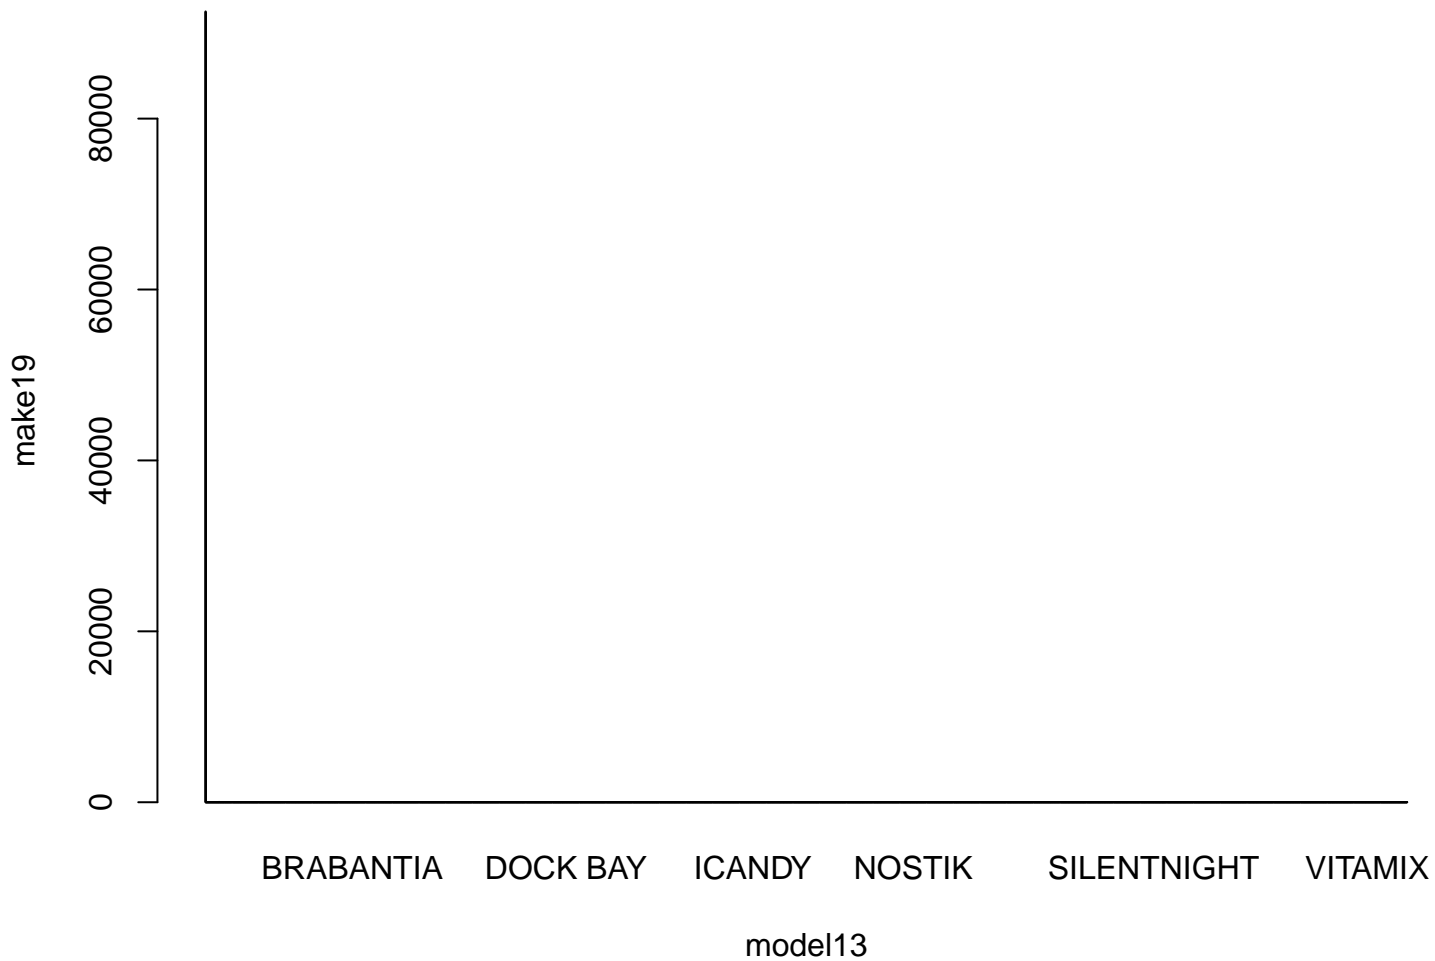 80000
60000
40000
20000
0
make19
BRABANTIA DOCK BAY ICANDY NOSTIK SILENTNIGHT VITAMIX
model13